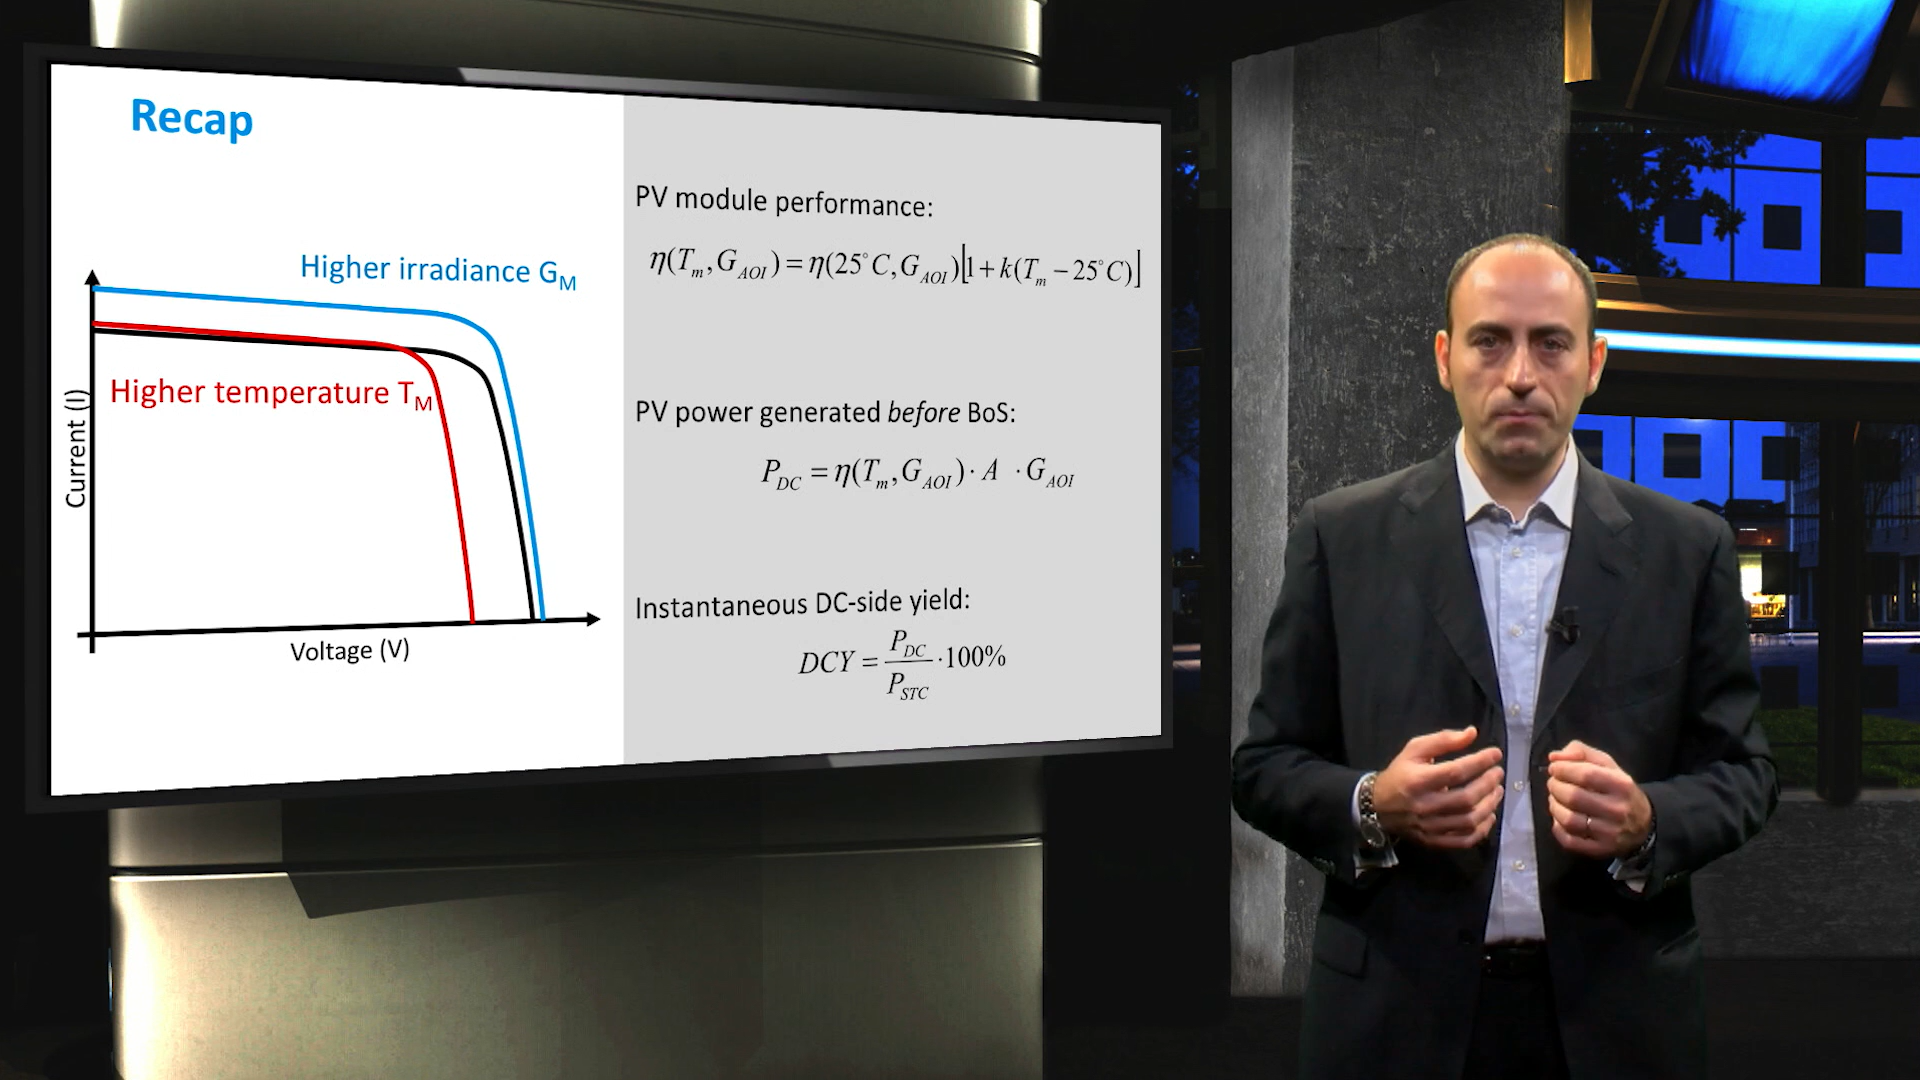 Recap
Higher irradiance G_M
Higher temperature T_M
Current (I)
Voltage (V)
PV module performance:
η(T_m, G_AOI) = η(25°C, G_AOI)[1 + k(T_m − 25°C)]
PV power generated before BoS:
P_DC = η(T_m, G_AOI) · A · G_AOI
Instantaneous DC-side yield:
DCY = P_DC / P_STC · 100%